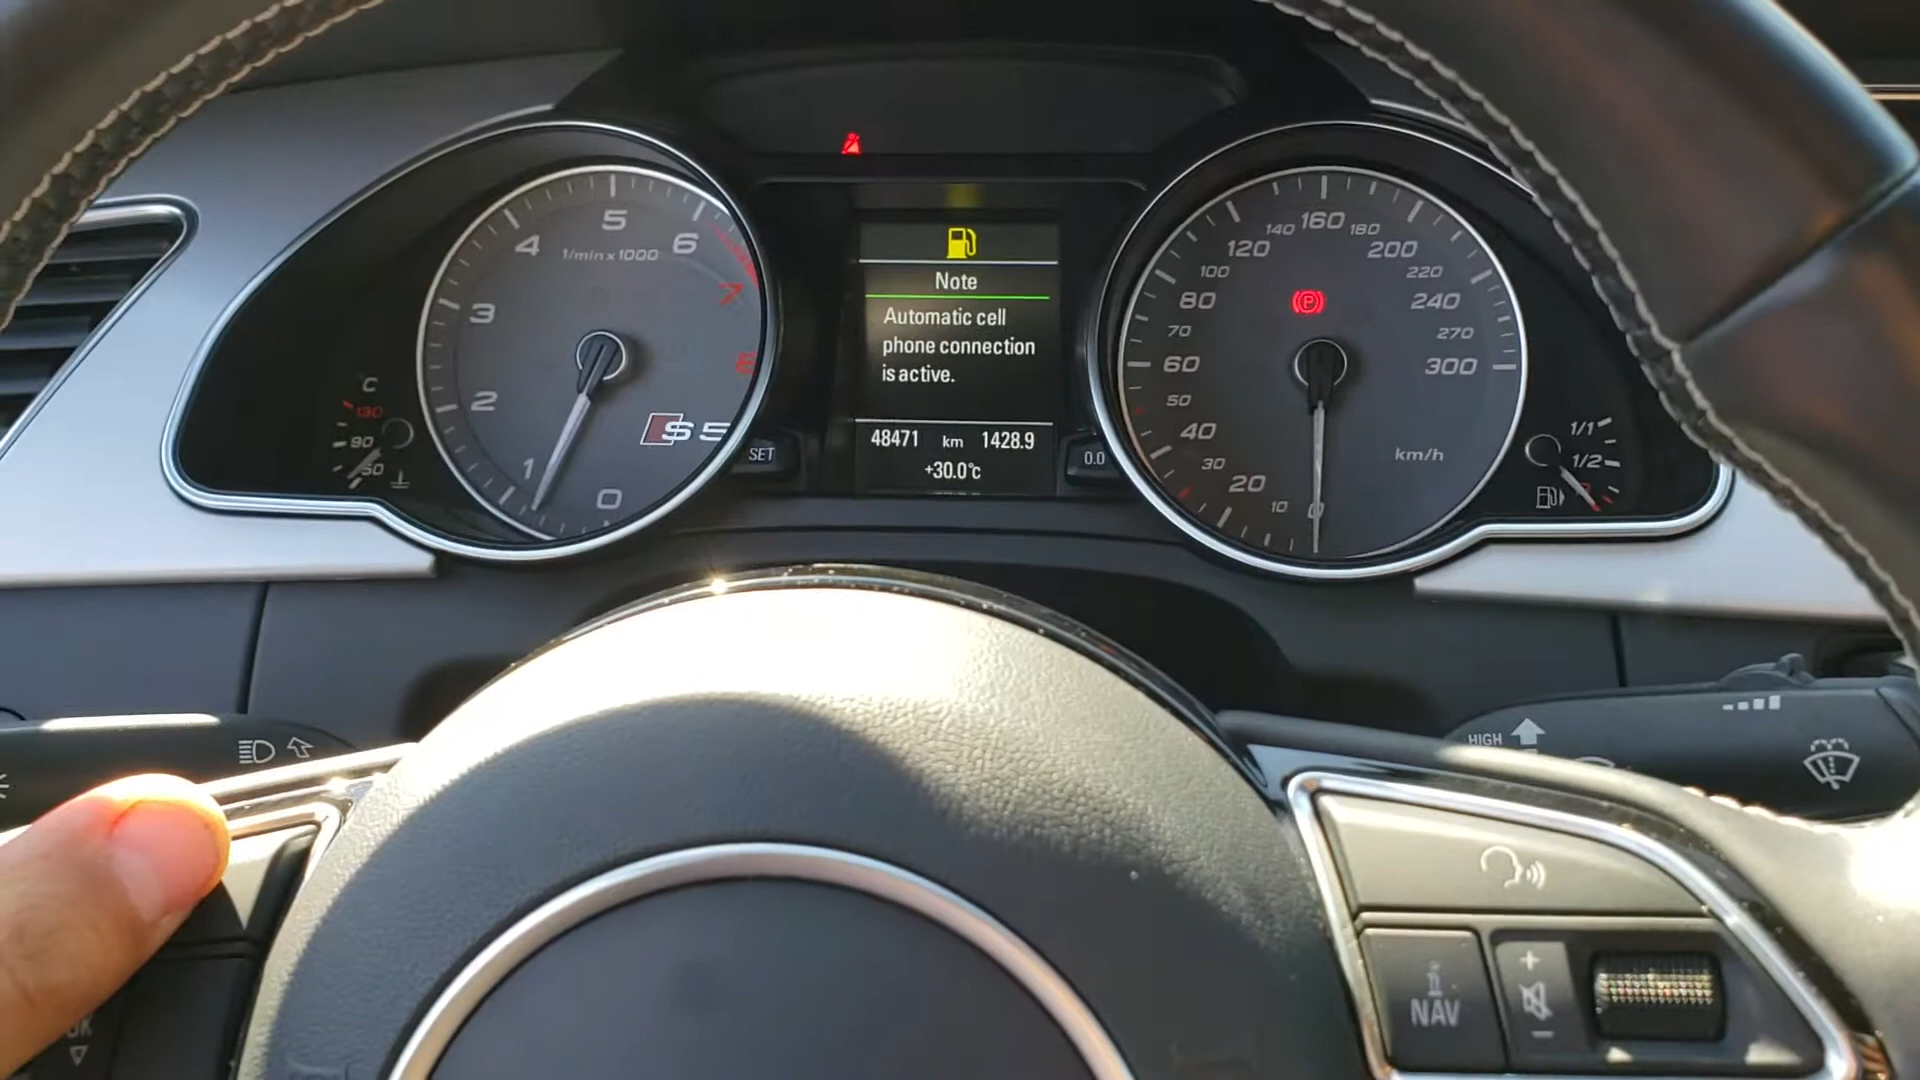 4
5
6
7
8
1/min x 1000
3
2
1
0
S5
C
130
90
50
SET
Note
Automatic cell
phone connection
is active.
48471 km 1428.9
+30.0°C
0.0
120 140 160 180 200
100 220
80 240
70 270
60 300
50
40
30
20
10
0
km/h
P
1/1
1/2
R
HIGH
NAV
OK